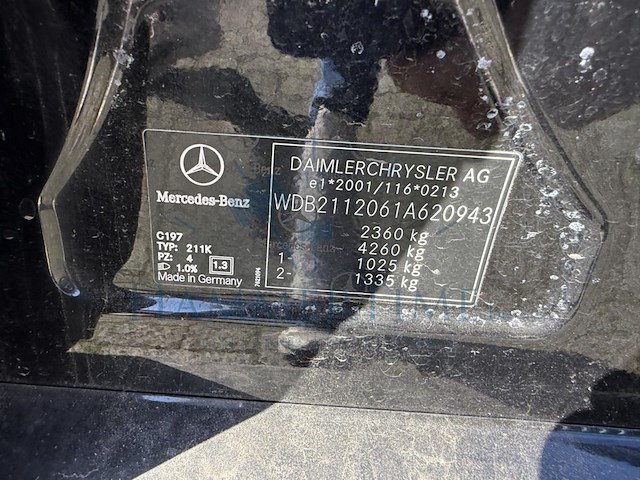 Mercedes-Benz
C197
TYP: 211K
PZ: 4
1.0% 1.3
Made in Germany
DAIMLERCHRYSLER AG
e1*2001/116*0213
WDB2112061A620943
2360 kg
4260 kg
1- 1025 kg
2- 1335 kg